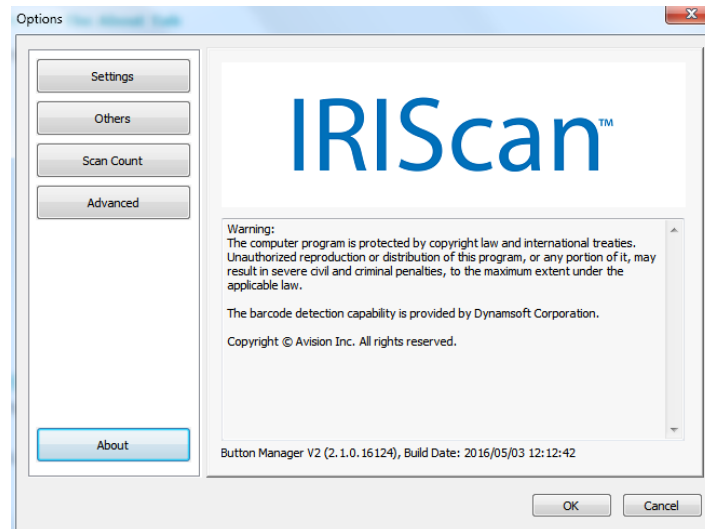 Options
Settings
Others
Scan Count
Advanced
About
IRIScan™
Warning:
The computer program is protected by copyright law and international treaties.
Unauthorized reproduction or distribution of this program, or any portion of it, may
result in severe civil and criminal penalties, to the maximum extent under the
applicable law.
The barcode detection capability is provided by Dynamsoft Corporation.
Copyright © Avision Inc. All rights reserved.
Button Manager V2 (2.1.0.16124), Build Date: 2016/05/03 12:12:42
OK
Cancel